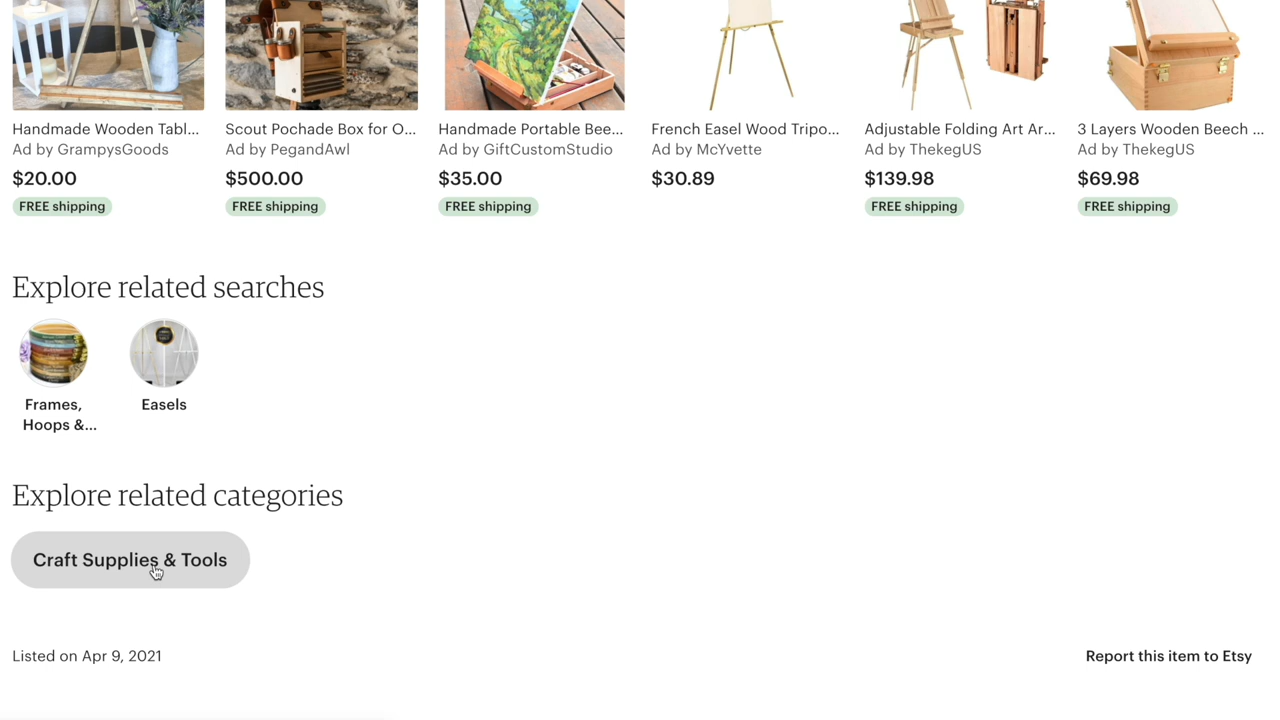 Handmade Wooden Tabl...
Ad by GrampysGoods
$20.00
FREE shipping
Scout Pochade Box for O...
Ad by PegandAwl
$500.00
FREE shipping
Handmade Portable Bee...
Ad by GiftCustomStudio
$35.00
FREE shipping
French Easel Wood Tripo...
Ad by McYvette
$30.89
Adjustable Folding Art Ar...
Ad by ThekegUS
$139.98
FREE shipping
3 Layers Wooden Beech ...
Ad by ThekegUS
$69.98
FREE shipping
Explore related searches
Frames,
Hoops &...
Easels
Explore related categories
Craft Supplies & Tools
Listed on Apr 9, 2021
Report this item to Etsy